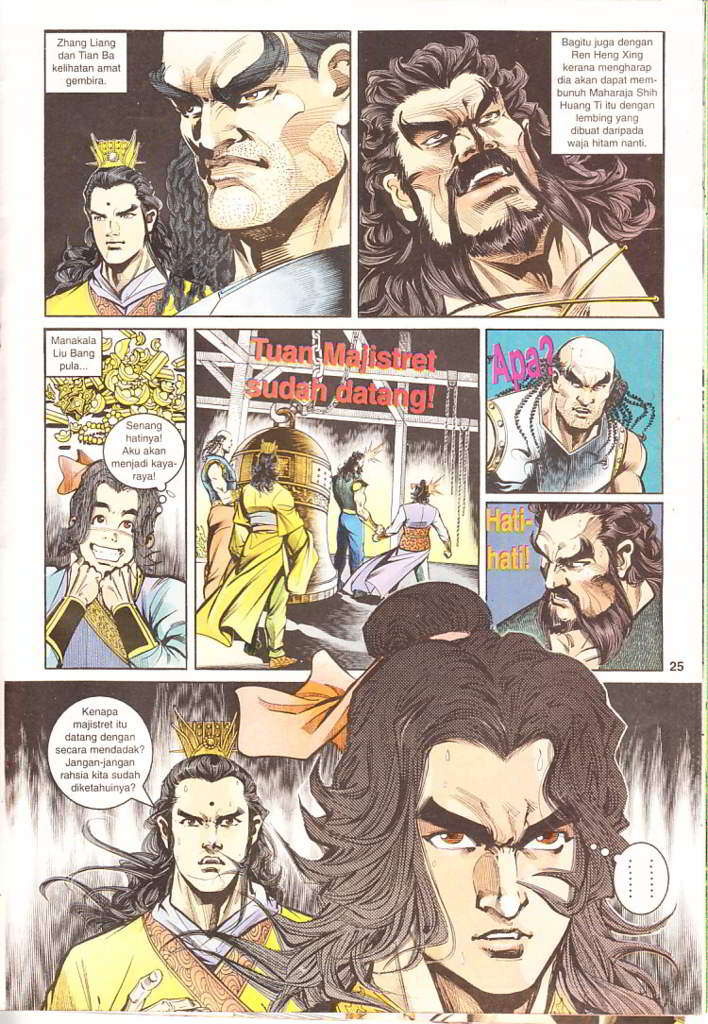 Zhang Liang
dan Tian Ba
kelihatan amat
gembira.
Bagitu juga dengan
Ren Heng Xing
kerana mengharap
dia akan dapat mem-
bunuh Maharaja Shih
Huang Ti itu dengan
lembing yang
dibuat daripada
waja hitam nanti.
Manakala
Liu Bang
pula...
Senang
hatinya!
Aku akan
menjadi kaya-
raya!
Tuan Majistret
sudah datang!
Apa?
Hati-
hati!
25
Kenapa
majistret itu
datang dengan
secara mendadak?
Jangan-jangan
rahsia kita sudah
diketahuinya?